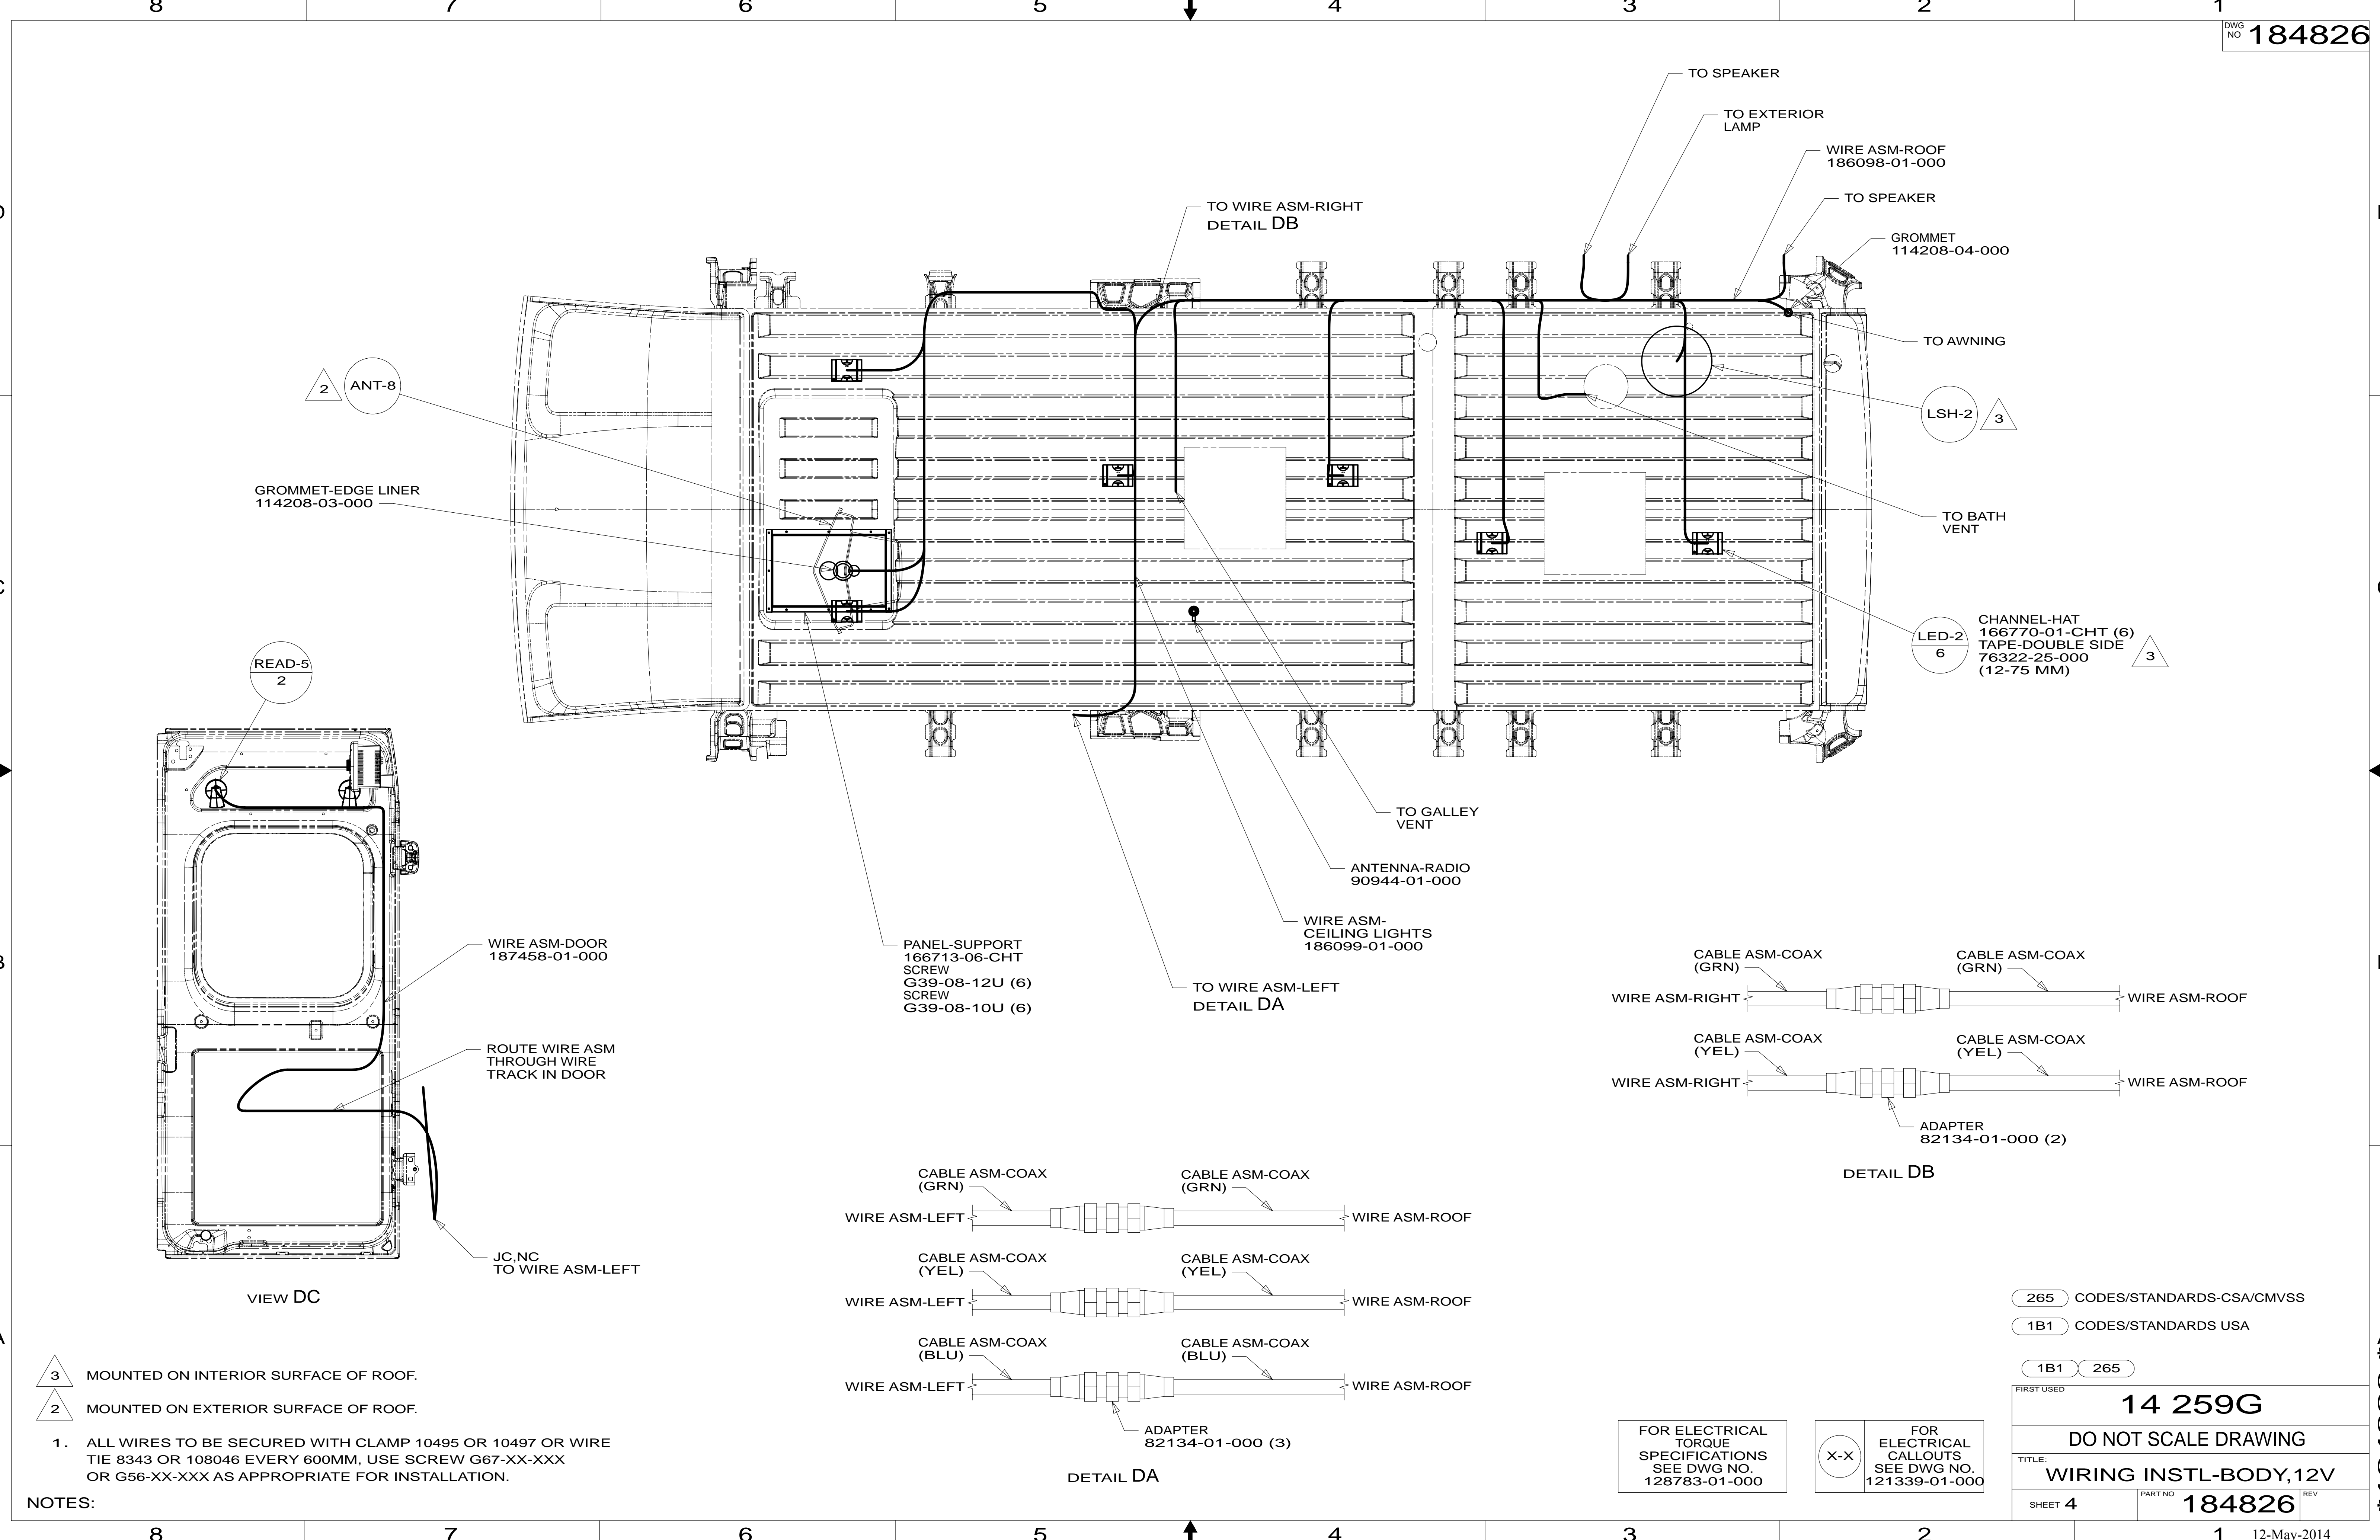 8 7 6 5 4 3 2 1
DWG NO 184826
TO SPEAKER
TO EXTERIOR
LAMP
WIRE ASM-ROOF
186098-01-000
TO SPEAKER
TO WIRE ASM-RIGHT
DETAIL DB
GROMMET
114208-04-000
TO AWNING
2 ANT-8
LSH-2 3
GROMMET-EDGE LINER
114208-03-000
TO BATH
VENT
LED-2
6
CHANNEL-HAT
166770-01-CHT (6)
TAPE-DOUBLE SIDE
76322-25-000
(12-75 MM)
3
READ-5
2
TO GALLEY
VENT
ANTENNA-RADIO
90944-01-000
WIRE ASM-
CEILING LIGHTS
186099-01-000
PANEL-SUPPORT
166713-06-CHT
SCREW
G39-08-12U (6)
SCREW
G39-08-10U (6)
TO WIRE ASM-LEFT
DETAIL DA
WIRE ASM-DOOR
187458-01-000
ROUTE WIRE ASM
THROUGH WIRE
TRACK IN DOOR
JC,NC
TO WIRE ASM-LEFT
VIEW DC
CABLE ASM-COAX
(GRN)
CABLE ASM-COAX
(GRN)
WIRE ASM-RIGHT
WIRE ASM-ROOF
CABLE ASM-COAX
(YEL)
CABLE ASM-COAX
(YEL)
WIRE ASM-RIGHT
WIRE ASM-ROOF
ADAPTER
82134-01-000 (2)
DETAIL DB
CABLE ASM-COAX
(GRN)
CABLE ASM-COAX
(GRN)
WIRE ASM-LEFT
WIRE ASM-ROOF
CABLE ASM-COAX
(YEL)
CABLE ASM-COAX
(YEL)
WIRE ASM-LEFT
WIRE ASM-ROOF
CABLE ASM-COAX
(BLU)
CABLE ASM-COAX
(BLU)
WIRE ASM-LEFT
WIRE ASM-ROOF
ADAPTER
82134-01-000 (3)
DETAIL DA
3 MOUNTED ON INTERIOR SURFACE OF ROOF.
2 MOUNTED ON EXTERIOR SURFACE OF ROOF.
1. ALL WIRES TO BE SECURED WITH CLAMP 10495 OR 10497 OR WIRE
TIE 8343 OR 108046 EVERY 600MM, USE SCREW G67-XX-XXX
OR G56-XX-XXX AS APPROPRIATE FOR INSTALLATION.
NOTES:
FOR ELECTRICAL
TORQUE
SPECIFICATIONS
SEE DWG NO.
128783-01-000
X-X
FOR
ELECTRICAL
CALLOUTS
SEE DWG NO.
121339-01-000
265 CODES/STANDARDS-CSA/CMVSS
1B1 CODES/STANDARDS USA
1B1 265
FIRST USED
14 259G
DO NOT SCALE DRAWING
TITLE:
WIRING INSTL-BODY,12V
SHEET 4
PART NO 184826
REV
8 7 6 5 4 3 2 1
12-May-2014